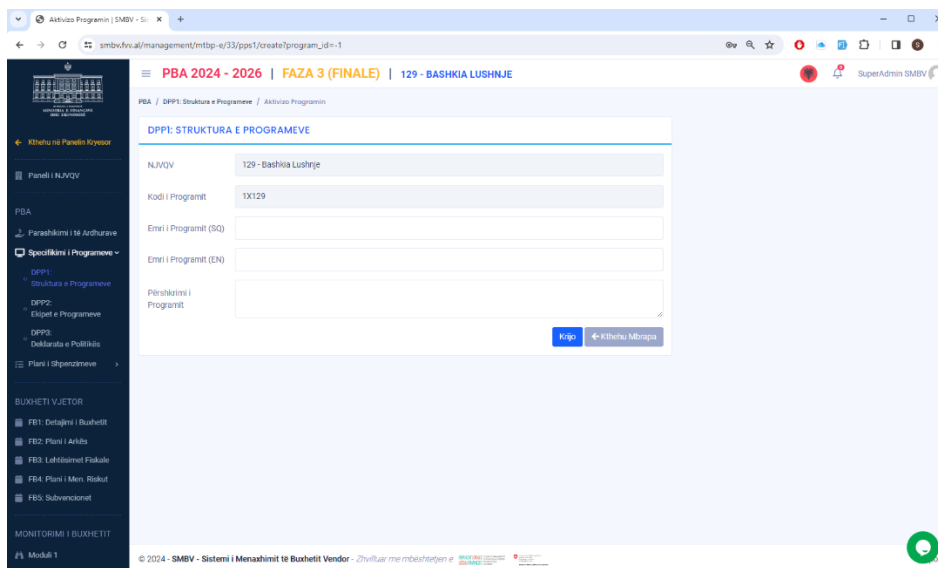 Aktivizo Programin | SMBV - Si
smbv.fvv.al/management/mtbp-e/33/pps1/create?program_id=-1
PBA 2024 - 2026 | FAZA 3 (FINALE) | 129 - BASHKIA LUSHNJE
SuperAdmin SMBV
PBA / DPP1: Struktura e Programeve / Aktivizo Programin
Kthehu në Panelin Kryesor
Paneli i NJVQV
PBA
Parashikimi i të Ardhurave
Specifikimi i Programeve
DPP1:
Struktura e Programeve
DPP2:
Ekipet e Programeve
DPP3:
Deklarata e Politikës
Plani i Shpenzimeve
BUXHETI VJETOR
FB1: Detajimi i Buxhetit
FB2: Plani i Arkës
FB3: Lehtësimet Fiskale
FB4: Plani i Men. Riskut
FB5: Subvencionet
MONITORIMI I BUXHETIT
Moduli 1
DPP1: STRUKTURA E PROGRAMEVE
NJVQV
129 - Bashkia Lushnje
Kodi i Programit
1X129
Emri i Programit (SQ)
Emri i Programit (EN)
Përshkrimi i
Programit
Krijo
Kthehu Mbrapa
© 2024 - SMBV - Sistemi i Menaxhimit të Buxhetit Vendor - Zhvilluar me mbështetjen e